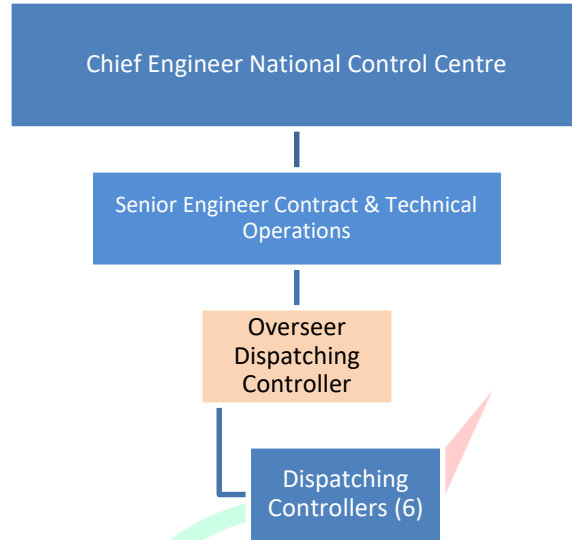 Chief Engineer National Control Centre
Senior Engineer Contract & Technical
Operations
Overseer
Dispatching
Controller
Dispatching
Controllers (6)